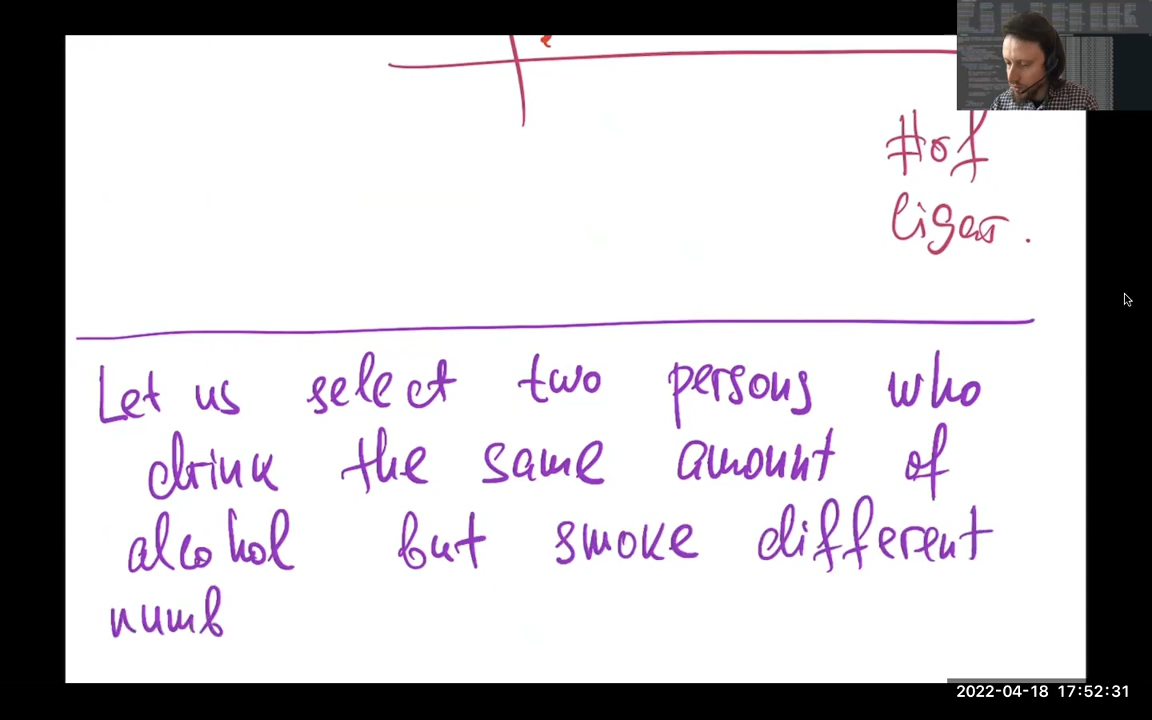 # of
cigar.
Let us select two persons who
drink the same amount of
alcohol but smoke different
numb
2022-04-18 17:52:31